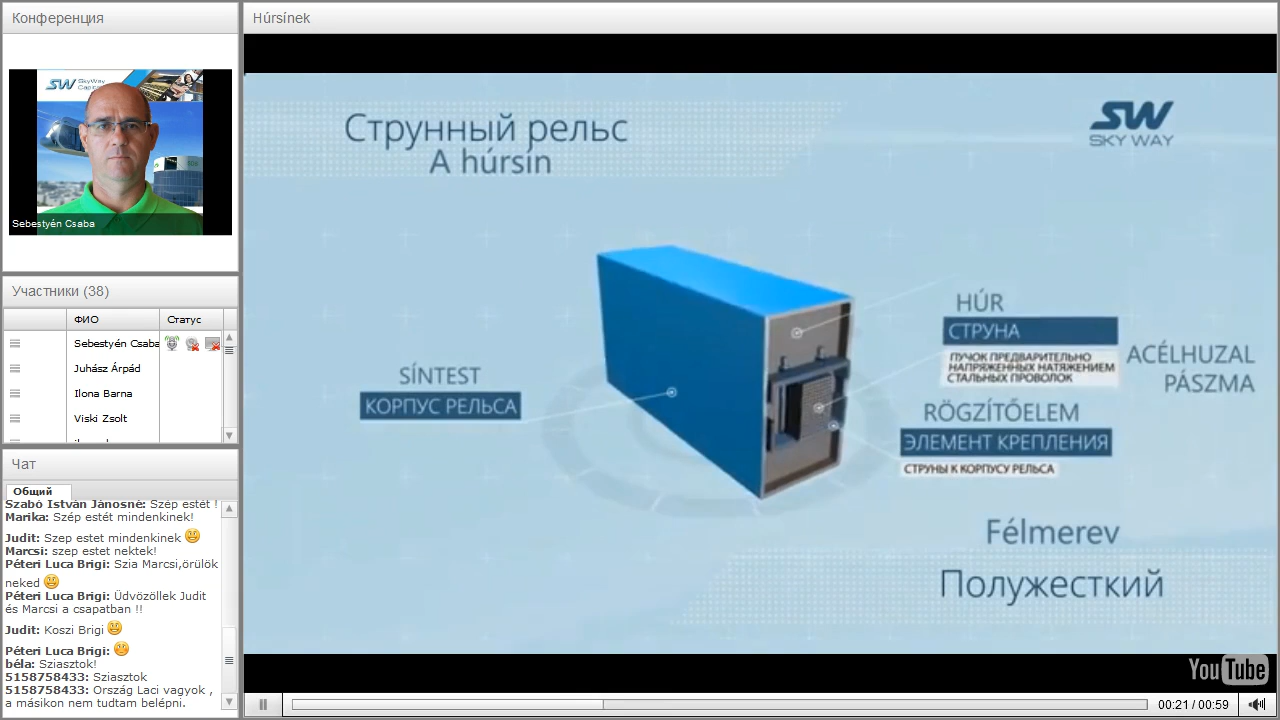 Конференция
SW SkyWay
Sebestyén Csaba
Участники (38)
ФИО
Статус
Sebestyén Csaba
Juhász Árpád
Ilona Barna
Viski Zsolt
Чат
Общий
Szabó István Jánosné: Szép estét !
Marika: Szép estét mindenkinek!
Judit: Szep estet mindenkinek
Marcsi: szep estet nektek!
Péteri Luca Brigi: Szia Marcsi,örülök
neked
Péteri Luca Brigi: Üdvözöllek Judit
és Marcsi a csapatban !!
Judit: Koszi Brigi
Péteri Luca Brigi:
béla: Sziasztok!
5158758433: Sziasztok
5158758433: Ország Laci vagyok ,
a másikon nem tudtam belépni.
Húrsínek
Струнный рельс
A húrsín
SW
SKY WAY
SÍNTEST
КОРПУС РЕЛЬСА
HÚR
СТРУНА
ПУЧОК ПРЕДВАРИТЕЛЬНО
НАПРЯЖЕННЫХ НАТЯЖЕНИЕМ
СТАЛЬНЫХ ПРОВОЛОК
ACÉLHUZAL
PÁSZMA
RÖGZÍTŐELEM
ЭЛЕМЕНТ КРЕПЛЕНИЯ
СТРУНЫ К КОРПУСУ РЕЛЬСА
Félmerev
Полужесткий
YouTube
00:21 / 00:59